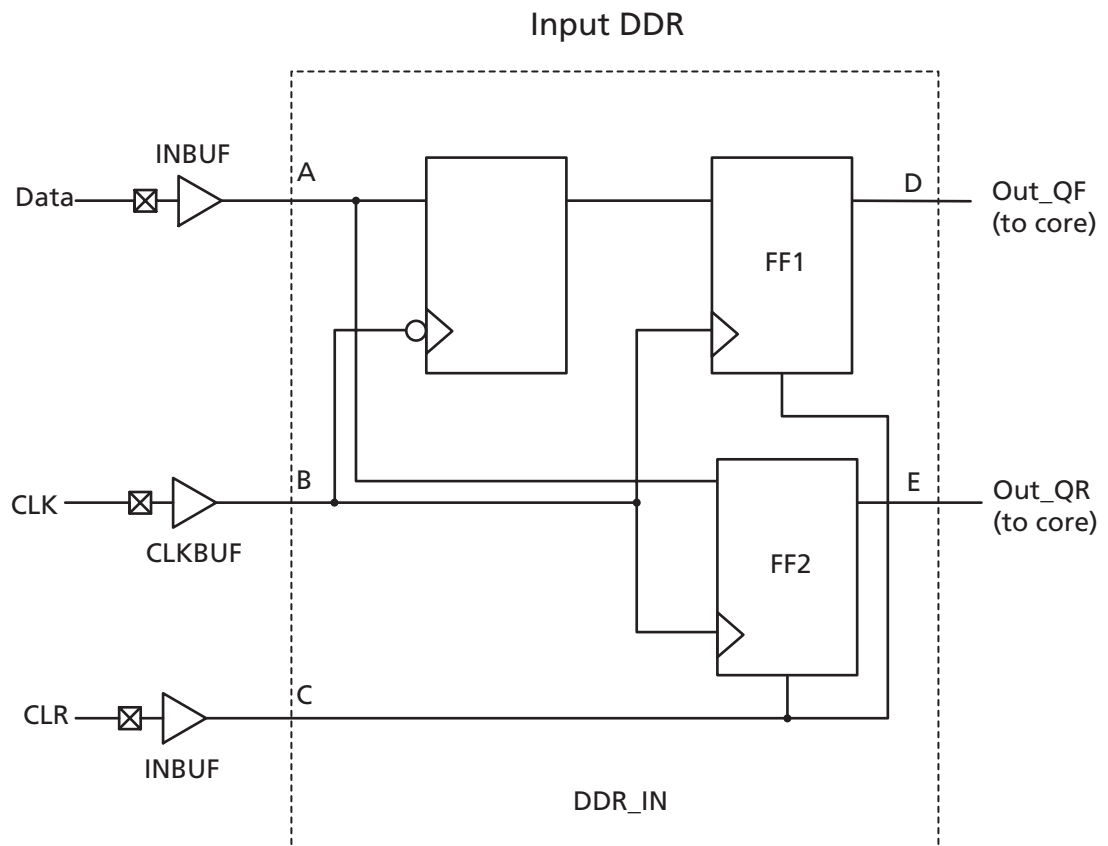 Input DDR
INBUF
Data
A
D
Out_QF
(to core)
FF1
CLK
CLKBUF
B
E
Out_QR
(to core)
FF2
CLR
INBUF
C
DDR_IN